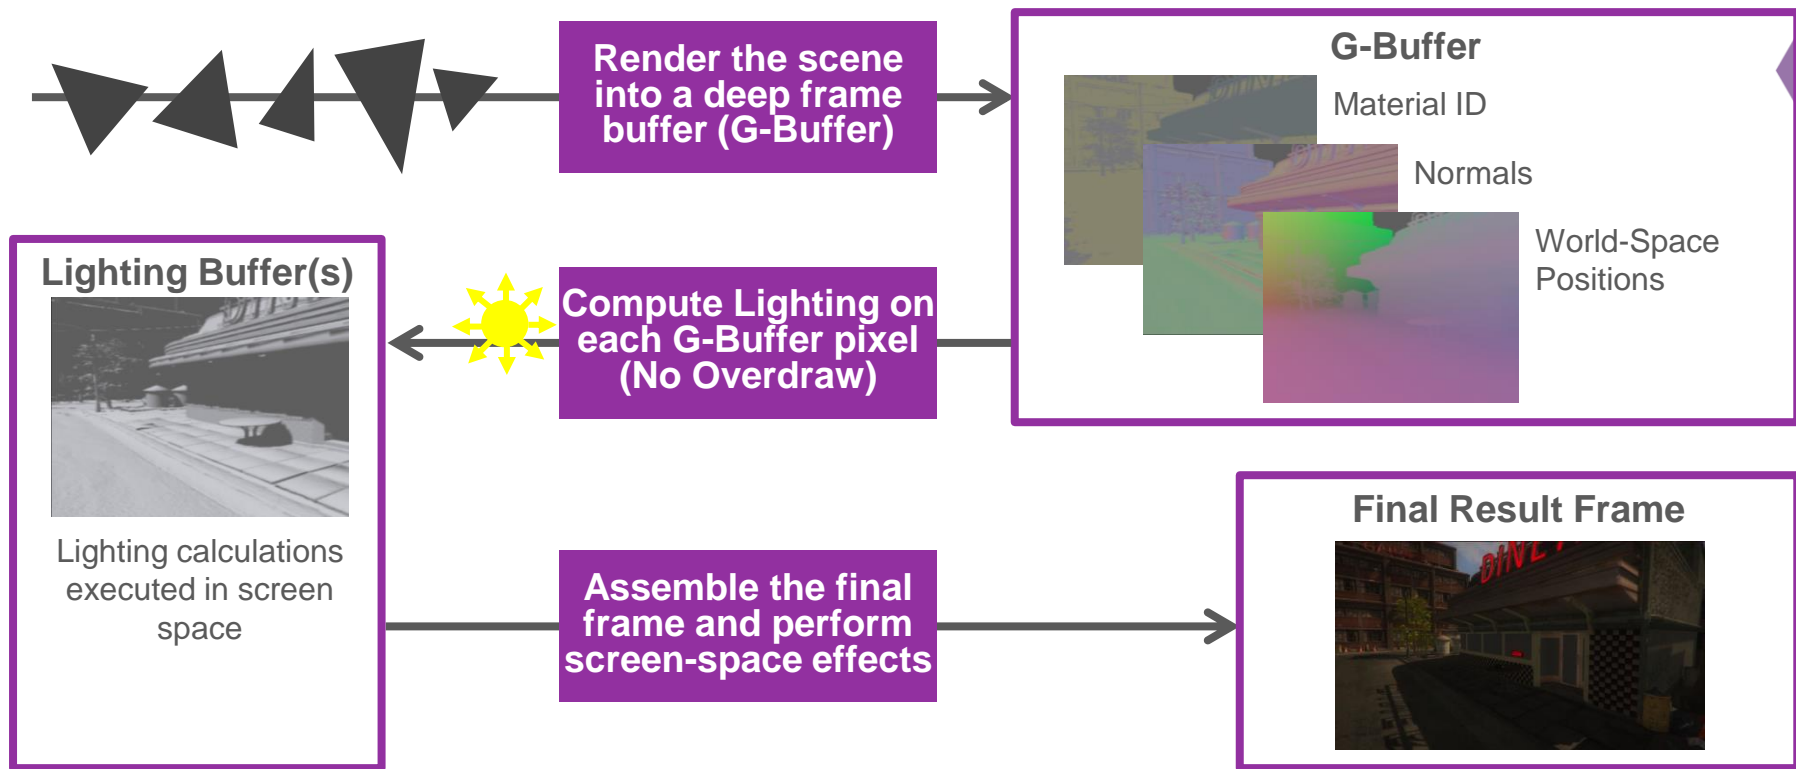 Render the scene
into a deep frame
buffer (G-Buffer)
G-Buffer
Material ID
Normals
World-Space
Positions
Lighting Buffer(s)
Compute Lighting on
each G-Buffer pixel
(No Overdraw)
Lighting calculations
executed in screen
space
Assemble the final
frame and perform
screen-space effects
Final Result Frame